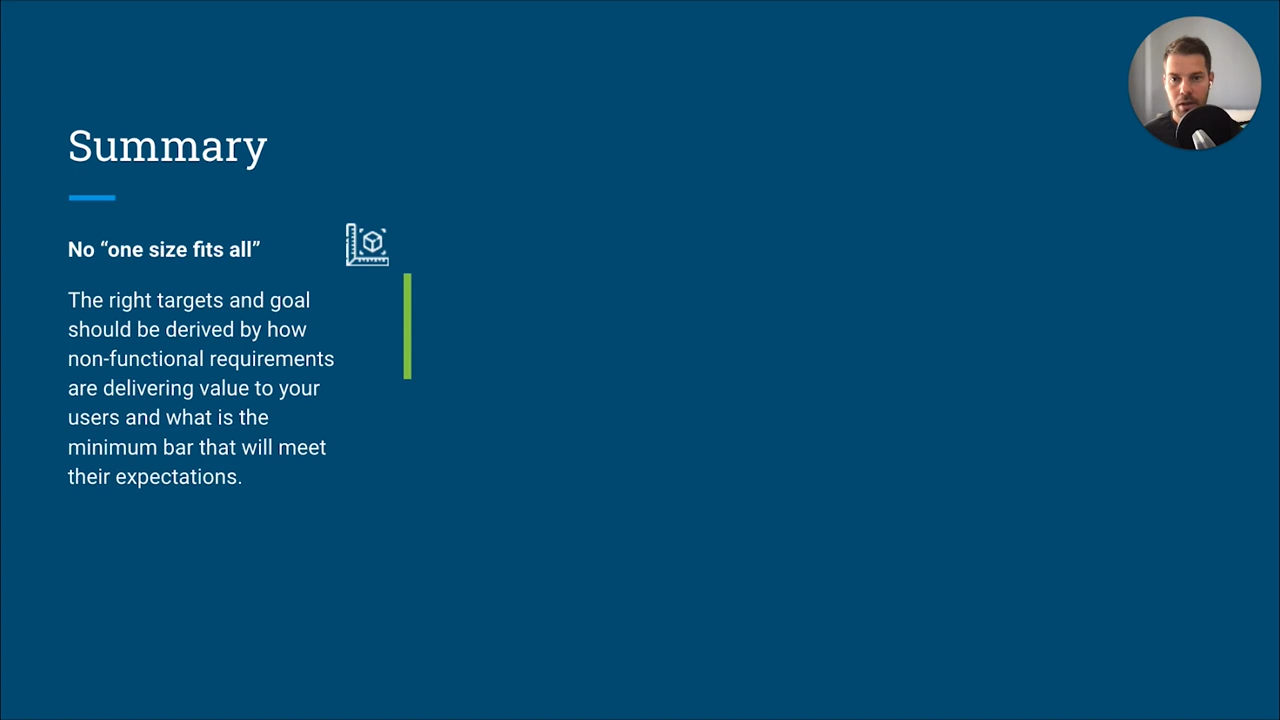 Summary
No “one size fits all”
The right targets and goal
should be derived by how
non-functional requirements
are delivering value to your
users and what is the
minimum bar that will meet
their expectations.